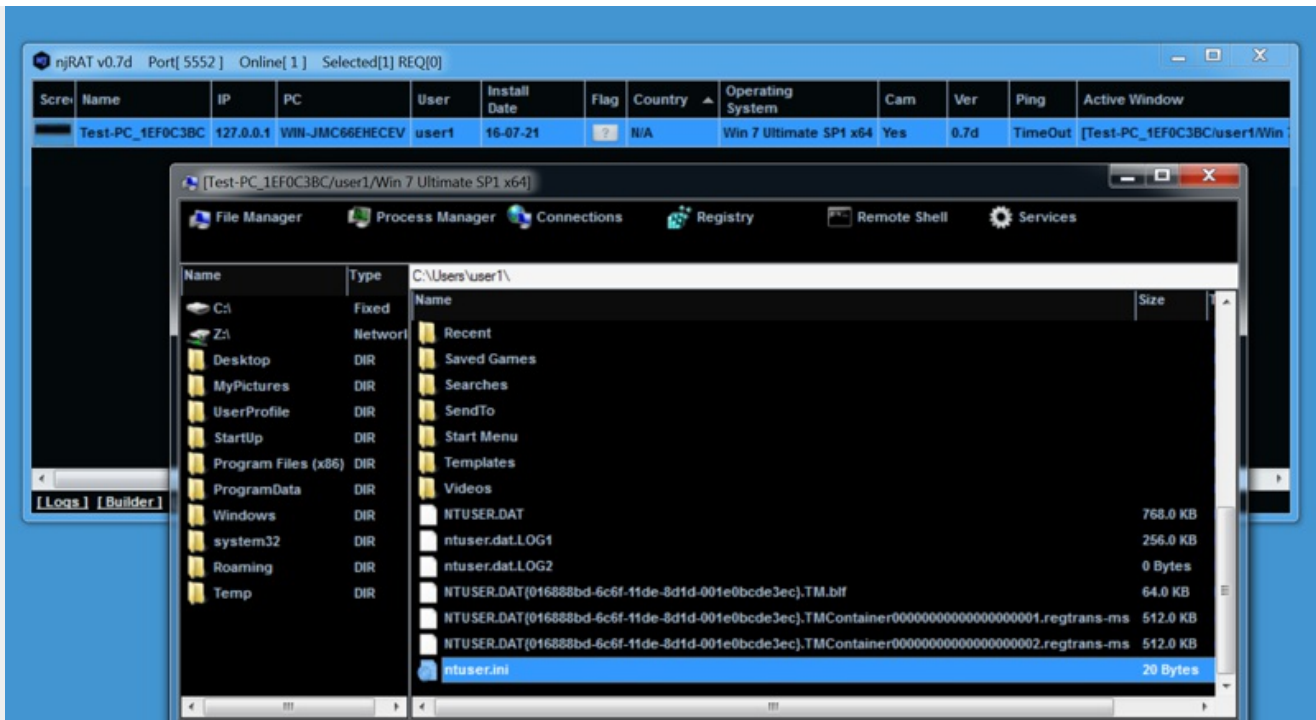 njRAT v0.7d Port[ 5552 ] Online[ 1 ] Selected[1] REQ[0]
Scre Name IP PC User Install Date Flag Country Operating System Cam Ver Ping Active Window
Test-PC_1EF0C3BC 127.0.0.1 WIN-JMC66EHECEV user1 16-07-21 ? N/A Win 7 Ultimate SP1 x64 Yes 0.7d TimeOut [Test-PC_1EF0C3BC/user1/Win 7
[Test-PC_1EF0C3BC/user1/Win 7 Ultimate SP1 x64]
File Manager Process Manager Connections Registry Remote Shell Services
Name Type C:\Users\user1\
Name Size T
C:\ Fixed
Z:\ Network
Desktop DIR
MyPictures DIR
UserProfile DIR
StartUp DIR
Program Files (x86) DIR
ProgramData DIR
Windows DIR
system32 DIR
Roaming DIR
Temp DIR
Recent
Saved Games
Searches
SendTo
Start Menu
Templates
Videos
NTUSER.DAT 768.0 KB
ntuser.dat.LOG1 256.0 KB
ntuser.dat.LOG2 0 Bytes
NTUSER.DAT{016888bd-6c6f-11de-8d1d-001e0bcde3ec}.TM.blf 64.0 KB
NTUSER.DAT{016888bd-6c6f-11de-8d1d-001e0bcde3ec}.TMContainer00000000000000000001.regtrans-ms 512.0 KB
NTUSER.DAT{016888bd-6c6f-11de-8d1d-001e0bcde3ec}.TMContainer00000000000000000002.regtrans-ms 512.0 KB
ntuser.ini 20 Bytes
[Logs] [Builder]